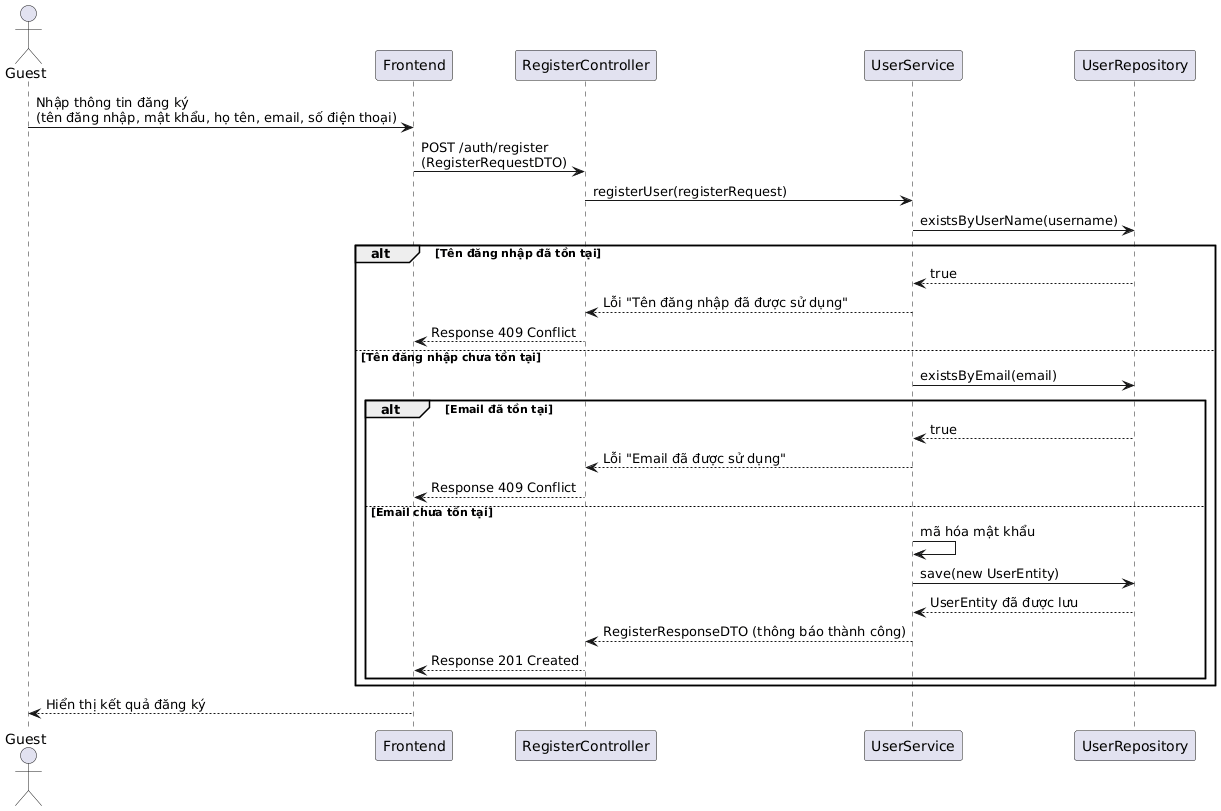 Guest
Frontend
RegisterController
UserService
UserRepository
Nhập thông tin đăng ký
(tên đăng nhập, mật khẩu, họ tên, email, số điện thoại)
POST /auth/register
(RegisterRequestDTO)
registerUser(registerRequest)
existsByUserName(username)
alt [Tên đăng nhập đã tồn tại]
true
Lỗi "Tên đăng nhập đã được sử dụng"
Response 409 Conflict
[Tên đăng nhập chưa tồn tại]
existsByEmail(email)
alt [Email đã tồn tại]
true
Lỗi "Email đã được sử dụng"
Response 409 Conflict
[Email chưa tồn tại]
mã hóa mật khẩu
save(new UserEntity)
UserEntity đã được lưu
RegisterResponseDTO (thông báo thành công)
Response 201 Created
Hiển thị kết quả đăng ký
Guest
Frontend
RegisterController
UserService
UserRepository